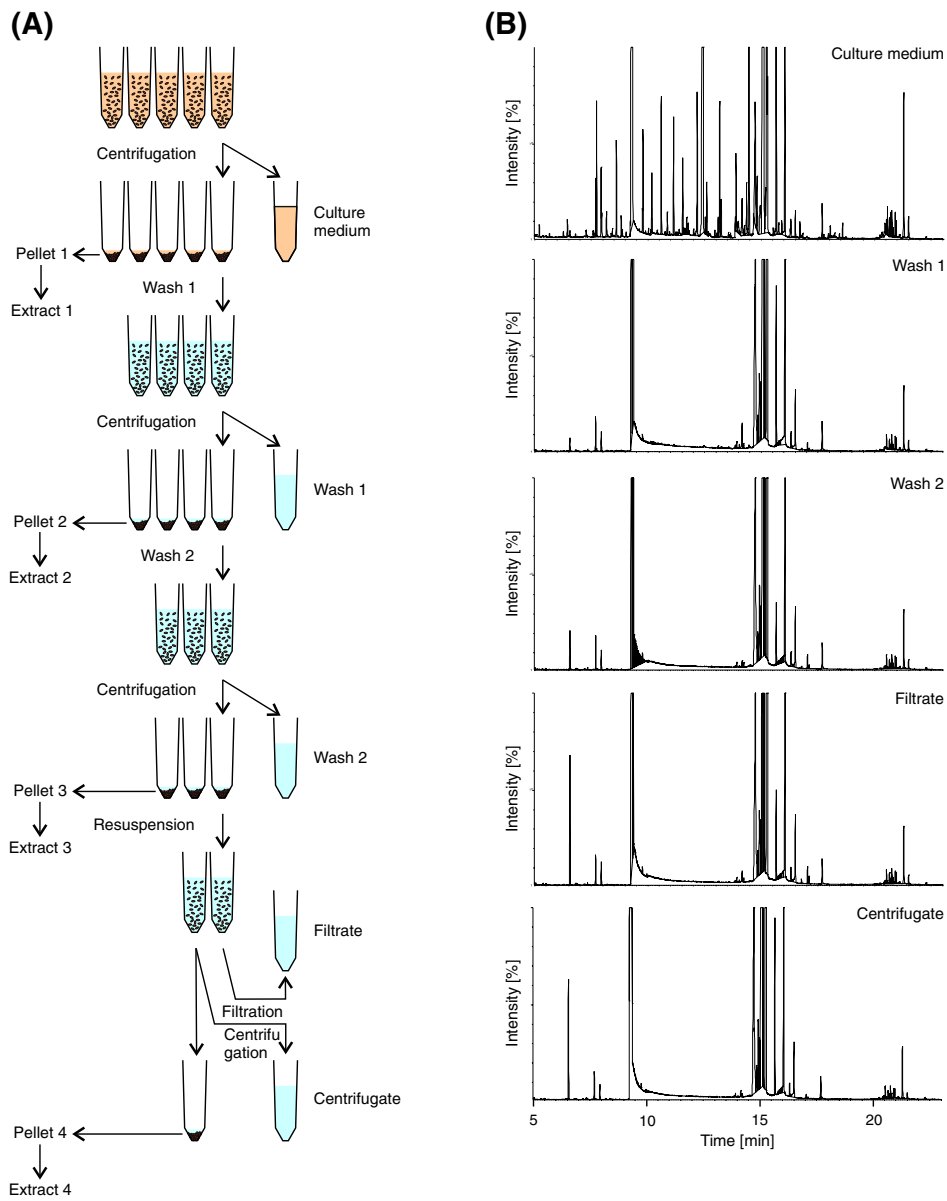 (A)
Centrifugation
Culture
medium
Pellet 1
Wash 1
Extract 1
Centrifugation
Wash 1
Pellet 2
Wash 2
Extract 2
Centrifugation
Wash 2
Pellet 3
Resuspension
Extract 3
Filtrate
Filtration
Centrifu
gation
Centrifugate
Pellet 4
Extract 4
(B)
Culture medium
Intensity [%]
Wash 1
Intensity [%]
Wash 2
Intensity [%]
Filtrate
Intensity [%]
Centrifugate
Intensity [%]
5 10 15 20
Time [min]